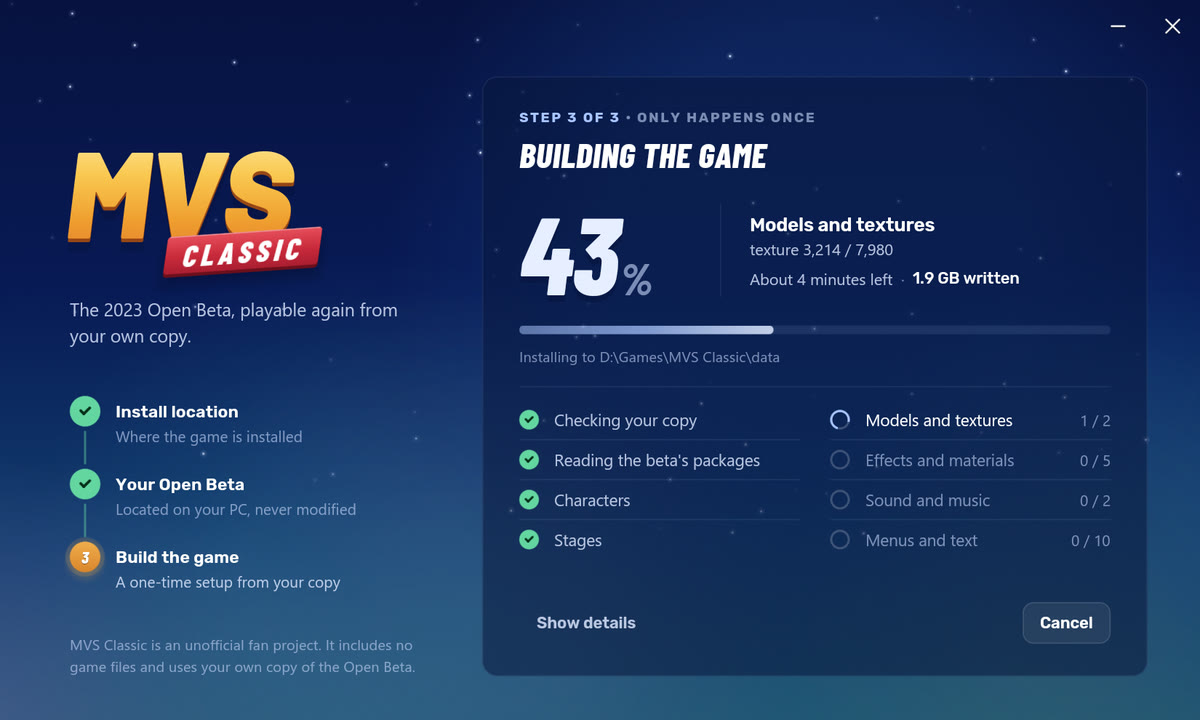 MVS
CLASSIC
The 2023 Open Beta, playable again from
your own copy.
Install location
Where the game is installed
Your Open Beta
Located on your PC, never modified
3
Build the game
A one-time setup from your copy
MVS Classic is an unofficial fan project. It includes no
game files and uses your own copy of the Open Beta.
STEP 3 OF 3 · ONLY HAPPENS ONCE
BUILDING THE GAME
43%
Models and textures
texture 3,214 / 7,980
About 4 minutes left · 1.9 GB written
Installing to D:\Games\MVS Classic\data
Checking your copy
Reading the beta's packages
Characters
Stages
Models and textures 1 / 2
Effects and materials 0 / 5
Sound and music 0 / 2
Menus and text 0 / 10
Show details
Cancel